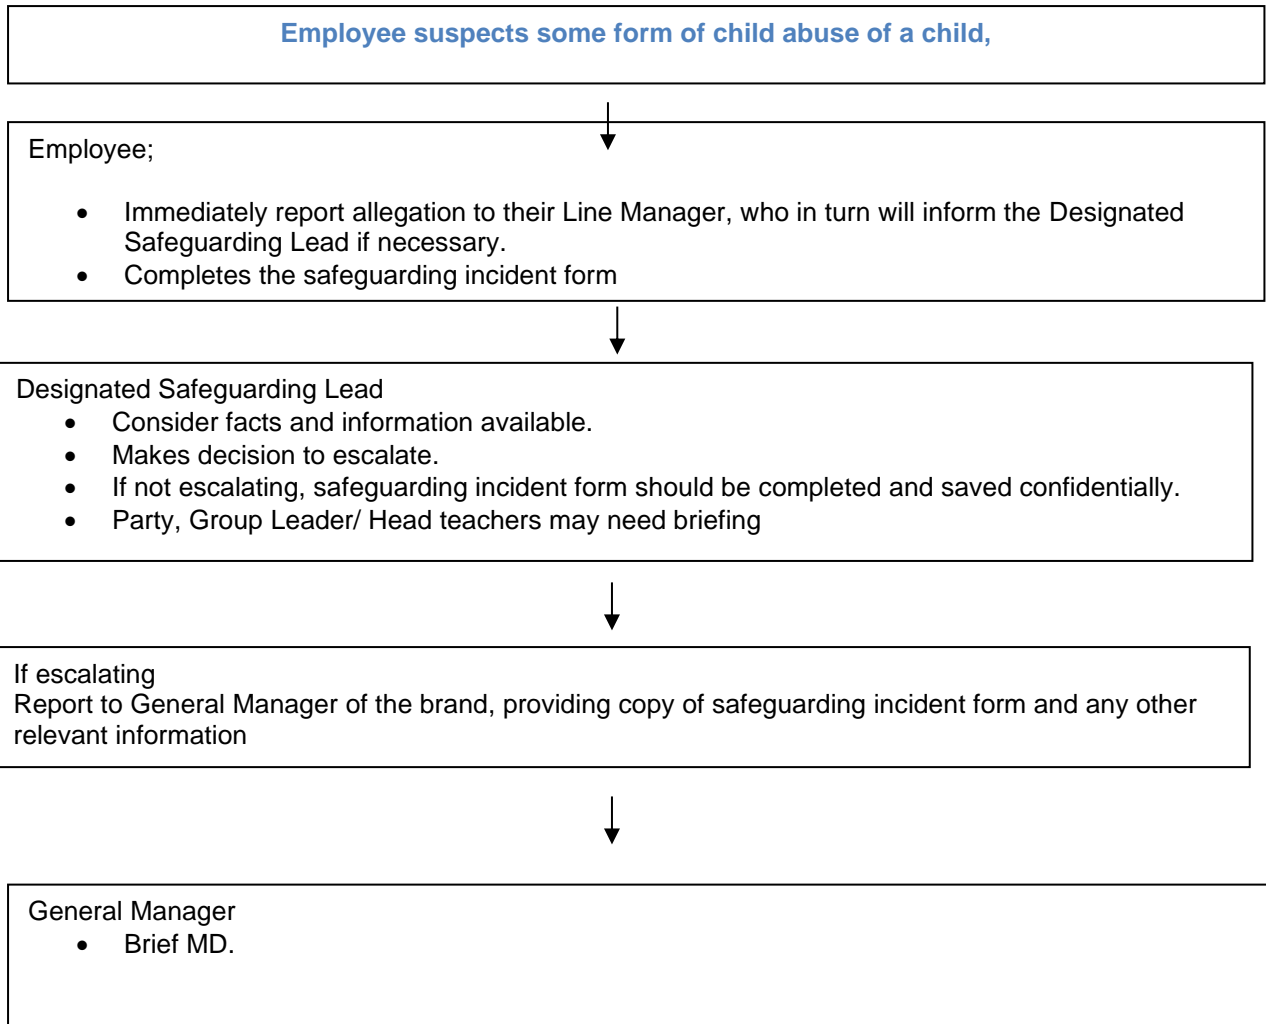 Employee suspects some form of child abuse of a child,
Employee;
• Immediately report allegation to their Line Manager, who in turn will inform the Designated
Safeguarding Lead if necessary.
• Completes the safeguarding incident form
Designated Safeguarding Lead
• Consider facts and information available.
• Makes decision to escalate.
• If not escalating, safeguarding incident form should be completed and saved confidentially.
• Party, Group Leader/ Head teachers may need briefing
If escalating
Report to General Manager of the brand, providing copy of safeguarding incident form and any other
relevant information
General Manager
• Brief MD.